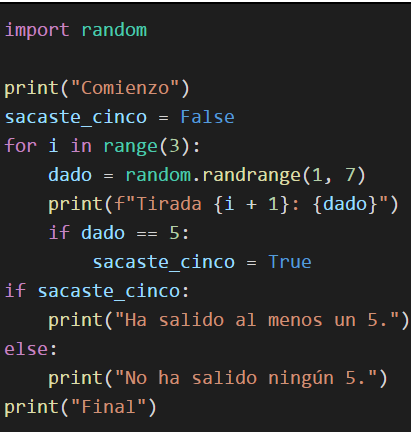 import random

print("Comienzo")
sacaste_cinco = False
for i in range(3):
    dado = random.randrange(1, 7)
    print(f"Tirada {i + 1}: {dado}")
    if dado == 5:
        sacaste_cinco = True
if sacaste_cinco:
    print("Ha salido al menos un 5.")
else:
    print("No ha salido ningún 5.")
print("Final")